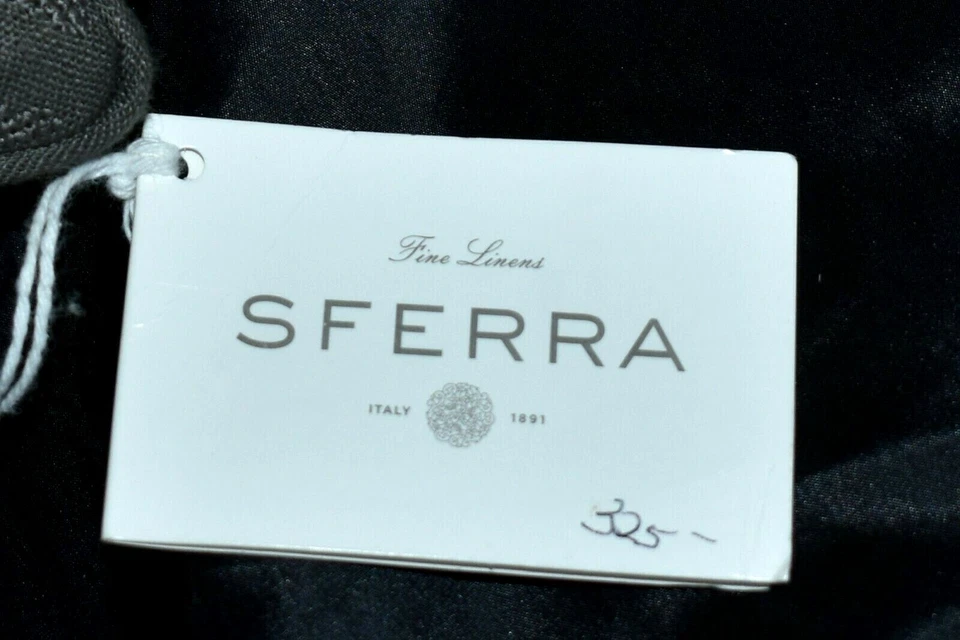 Fine Linens
SFERRA
ITALY 1891
325-